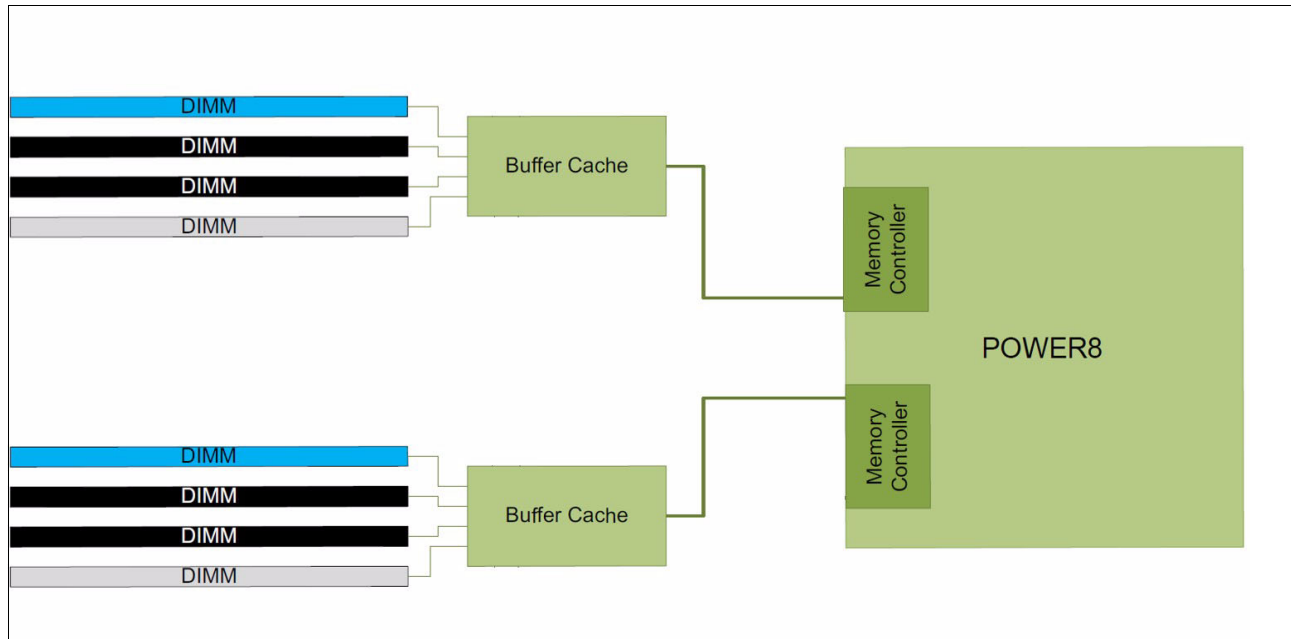 DIMM
DIMM
DIMM
DIMM
Buffer Cache
Memory
Controller
POWER8
Memory
Controller
DIMM
DIMM
DIMM
DIMM
Buffer Cache